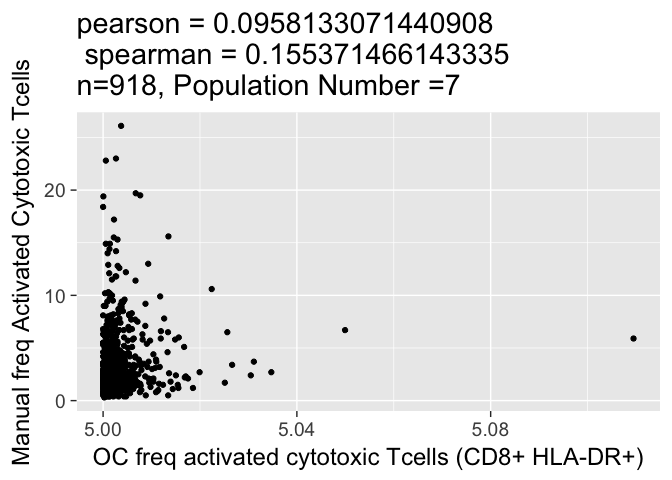 pearson = 0.0958133071440908
spearman = 0.155371466143335
n=918, Population Number =7
Manual freq Activated Cytotoxic Tcells
20
10
0
5.00
5.04
5.08
OC freq activated cytotoxic Tcells (CD8+ HLA-DR+)